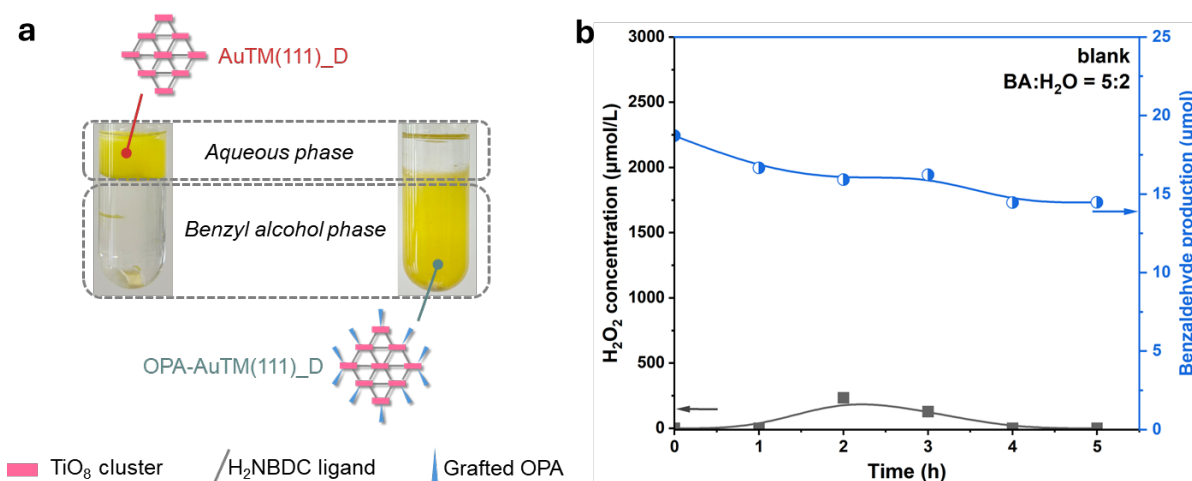 a
AuTM(111)_D
Aqueous phase
Benzyl alcohol phase
OPA-AuTM(111)_D
TiO₈ cluster
H₂NBDC ligand
Grafted OPA
b
blank
BA:H₂O = 5:2
H₂O₂ concentration (μmol/L)
3000
2500
2000
1500
1000
500
0
Benzaldehyde production (μmol)
25
20
15
10
5
0
0 1 2 3 4 5
Time (h)